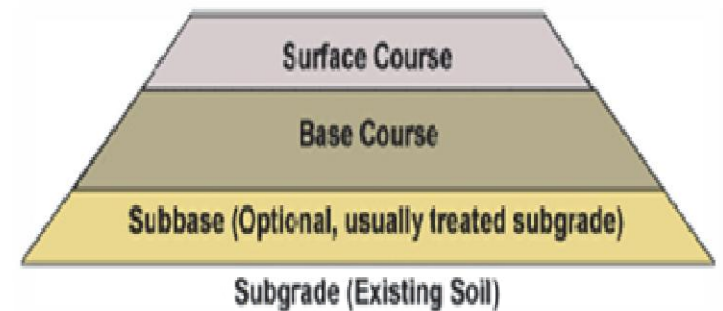 Surface Course
Base Course
Subbase (Optional, usually treated subgrade)
Subgrade (Existing Soil)